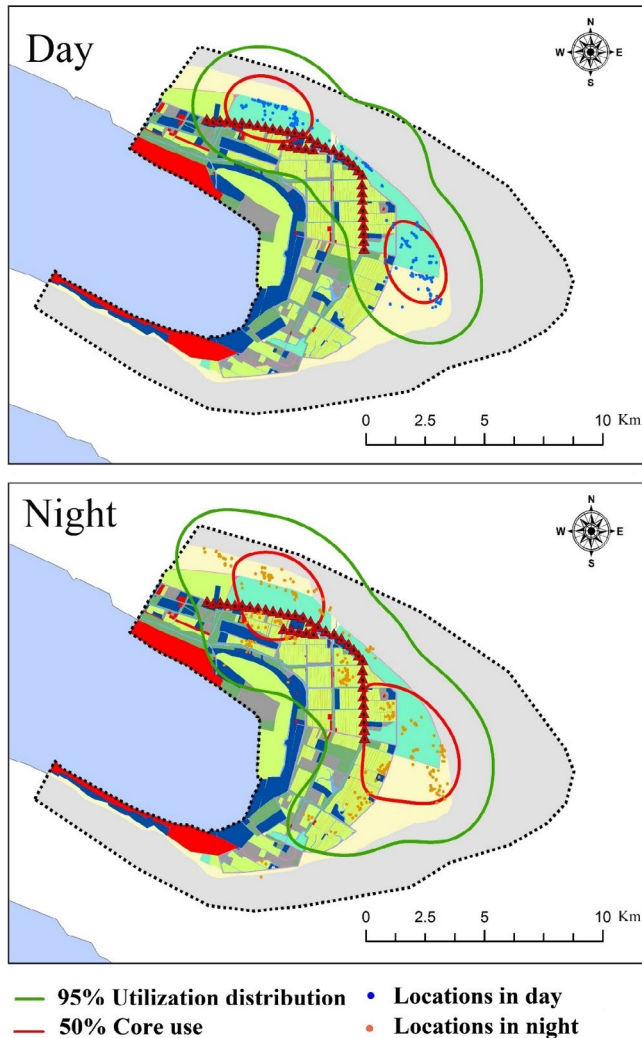 Day
N
W E
S
0 2.5 5 10 Km
Night
N
W E
S
0 2.5 5 10 Km
95% Utilization distribution
Locations in day
50% Core use
Locations in night